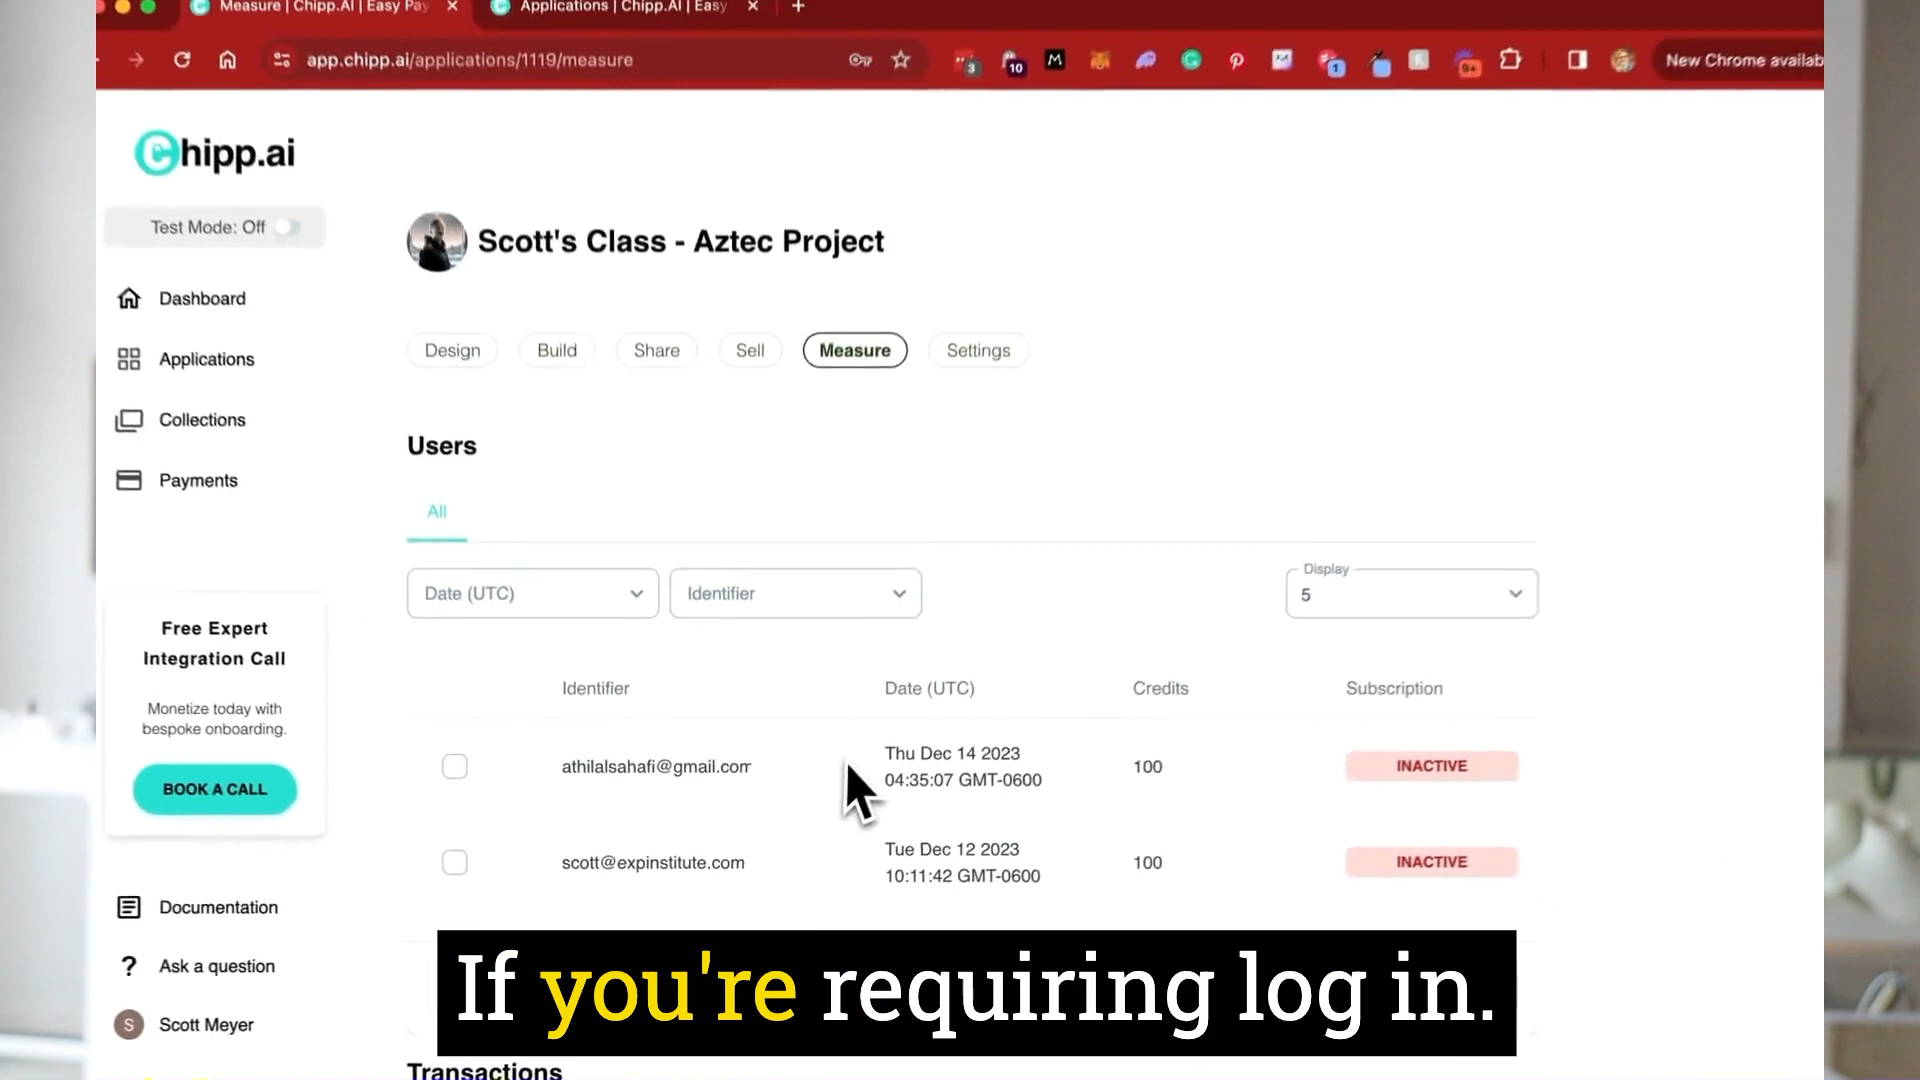 Measure | Chipp.AI | Easy Pay
Applications | Chipp.AI | Easy
app.chipp.ai/applications/1119/measure
3
10
1
9+
New Chrome availab
Chipp.ai
Test Mode: Off
Scott's Class - Aztec Project
Dashboard
Applications
Collections
Payments
Design
Build
Share
Sell
Measure
Settings
Users
All
Date (UTC)
Identifier
Display
5
Free Expert
Integration Call
Monetize today with
bespoke onboarding.
BOOK A CALL
Identifier
Date (UTC)
Credits
Subscription
athilalsahafi@gmail.com
Thu Dec 14 2023
04:35:07 GMT-0600
100
INACTIVE
scott@expinstitute.com
Tue Dec 12 2023
10:11:42 GMT-0600
100
INACTIVE
Documentation
Ask a question
S
Scott Meyer
If you're requiring log in.
Transactions